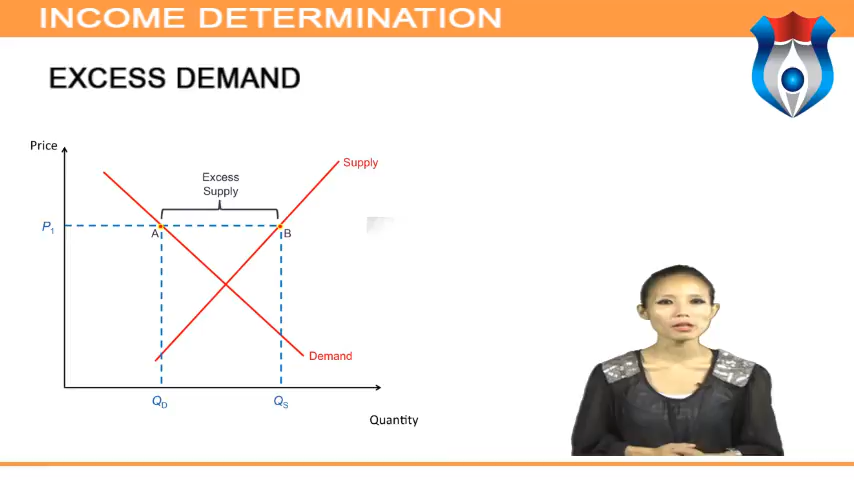 INCOME DETERMINATION
EXCESS DEMAND
Price
Supply
Excess
Supply
P1
A
B
Demand
QD
QS
Quantity